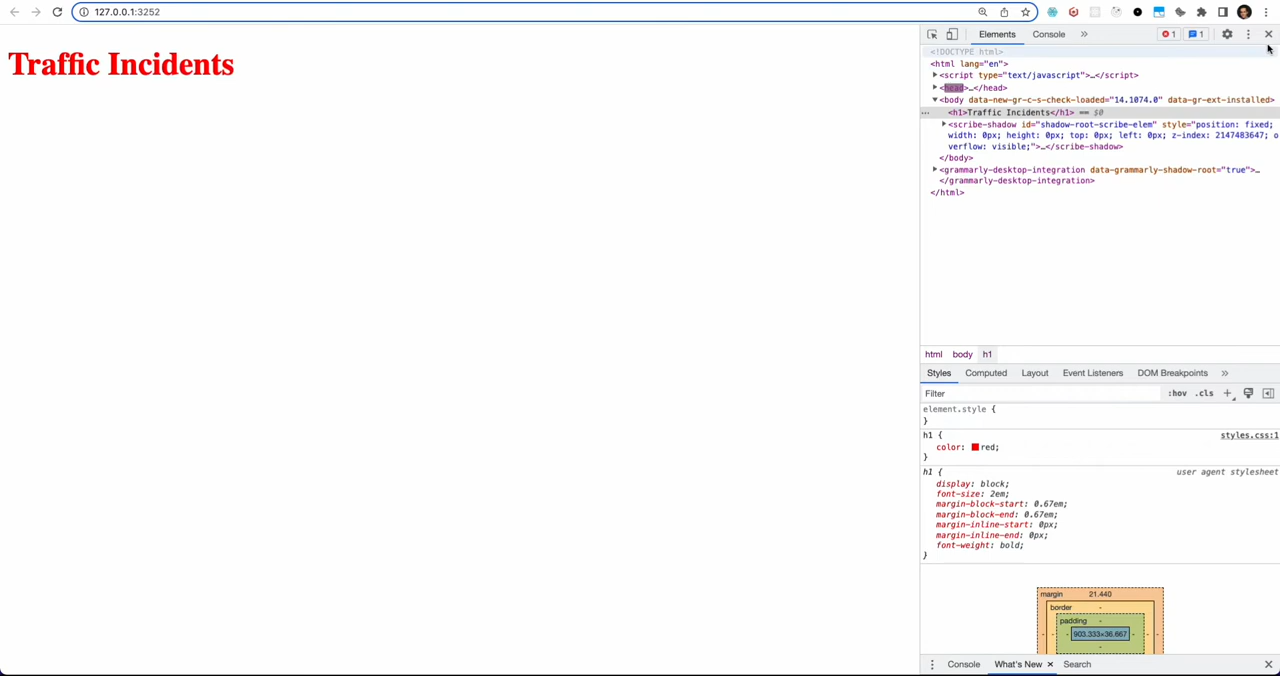 127.0.0.1:3252
Traffic Incidents
Elements Console » 1 1
<!DOCTYPE html>
<html lang="en">
<script type="text/javascript">…</script>
<head>…</head>
<body data-new-gr-c-s-check-loaded="14.1074.0" data-gr-ext-installed>
… <h1>Traffic Incidents</h1> == $0
<scribe-shadow id="shadow-root-scribe-elem" style="position: fixed;
width: 0px; height: 0px; top: 0px; left: 0px; z-index: 2147483647; o
verflow: visible;">…</scribe-shadow>
</body>
<grammarly-desktop-integration data-grammarly-shadow-root="true">…
</grammarly-desktop-integration>
</html>
html body h1
Styles Computed Layout Event Listeners DOM Breakpoints »
Filter :hov .cls +
element.style {
}
h1 { styles.css:1
color: red;
}
h1 { user agent stylesheet
display: block;
font-size: 2em;
margin-block-start: 0.67em;
margin-block-end: 0.67em;
margin-inline-start: 0px;
margin-inline-end: 0px;
font-weight: bold;
}
margin 21.440
border -
padding -
- - - 903.333×36.667 - - -
-
Console What's New × Search